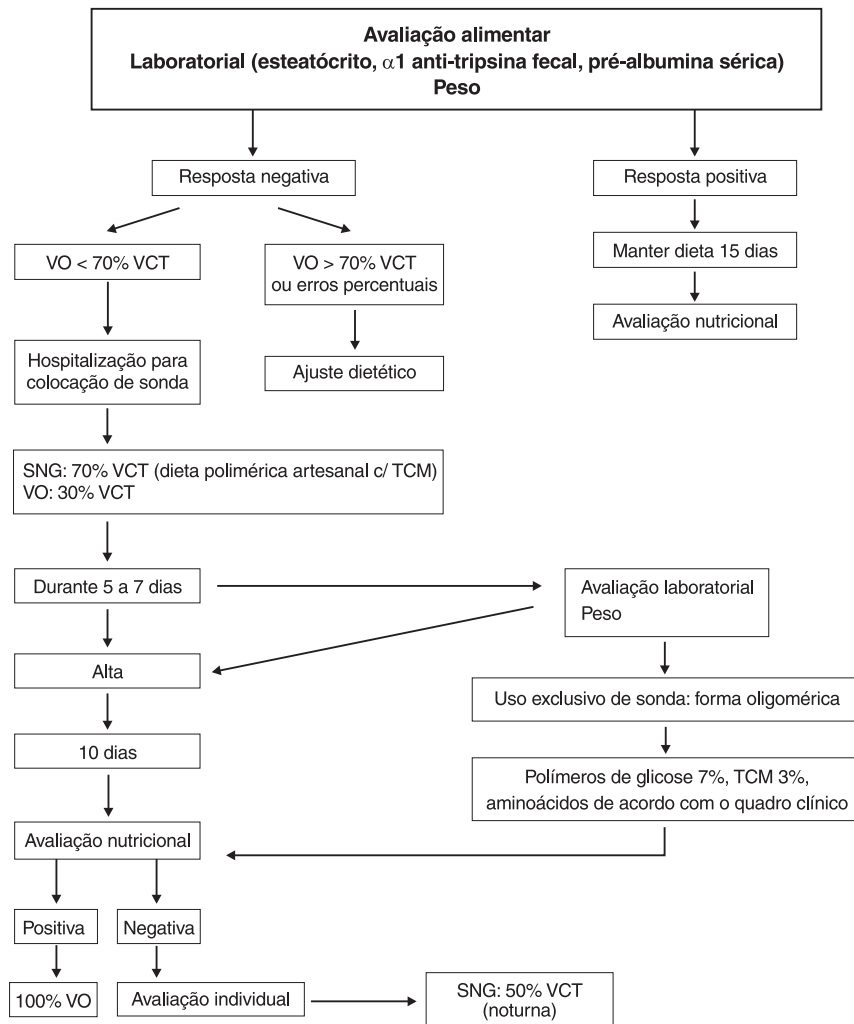 Avaliação alimentar
Laboratorial (esteatócrito, α1 anti-tripsina fecal, pré-albumina sérica)
Peso
Resposta negativa
Resposta positiva
VO < 70% VCT
VO > 70% VCT
ou erros percentuais
Manter dieta 15 dias
Avaliação nutricional
Hospitalização para
colocação de sonda
Ajuste dietético
SNG: 70% VCT (dieta polimérica artesanal c/ TCM)
VO: 30% VCT
Durante 5 a 7 dias
Avaliação laboratorial
Peso
Alta
Uso exclusivo de sonda: forma oligomérica
10 dias
Polímeros de glicose 7%, TCM 3%,
aminoácidos de acordo com o quadro clínico
Avaliação nutricional
Positiva
Negativa
100% VO
Avaliação individual
SNG: 50% VCT
(noturna)